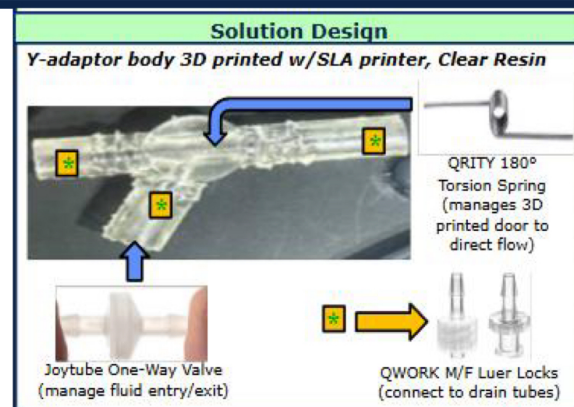 Solution Design
Y-adaptor body 3D printed w/SLA printer, Clear Resin
*
*
*
QRITY 180°
Torsion Spring
(manages 3D
printed door to
direct flow)
*
Joytube One-Way Valve
(manage fluid entry/exit)
QWORK M/F Luer Locks
(connect to drain tubes)